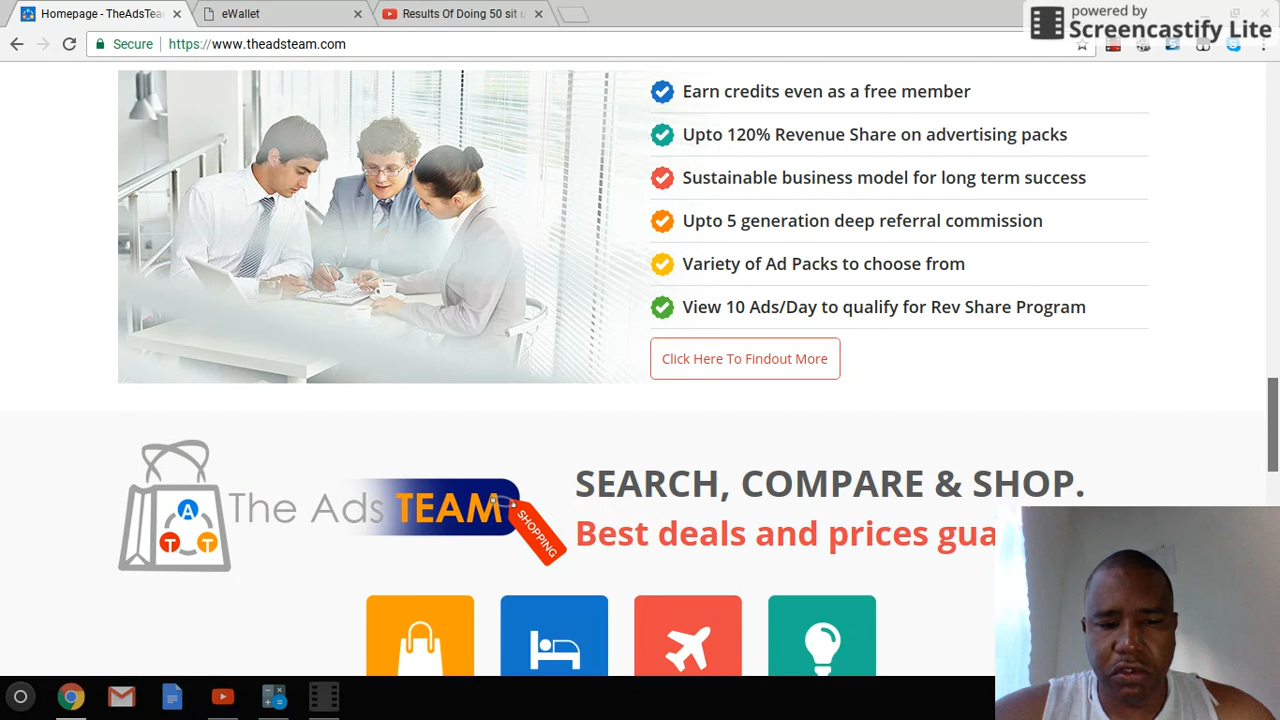 Homepage - TheAdsTea
eWallet
Results Of Doing 50 sit u
powered by
Screencastify Lite
Secure
https://www.theadsteam.com
Earn credits even as a free member
Upto 120% Revenue Share on advertising packs
Sustainable business model for long term success
Upto 5 generation deep referral commission
Variety of Ad Packs to choose from
View 10 Ads/Day to qualify for Rev Share Program
Click Here To Findout More
A
T T
The Ads TEAM
SHOPPING
SEARCH, COMPARE & SHOP.
Best deals and prices gua